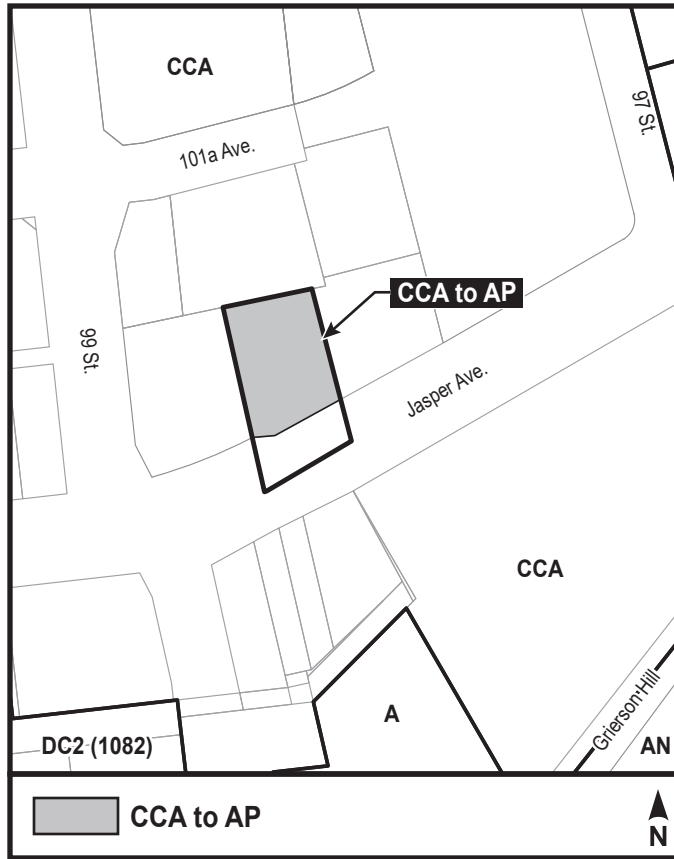 CCA
97 St.
101a Ave.
CCA to AP
99 St.
Jasper Ave.
CCA
Grierson Hill
A
DC2 (1082)
AN
CCA to AP
N